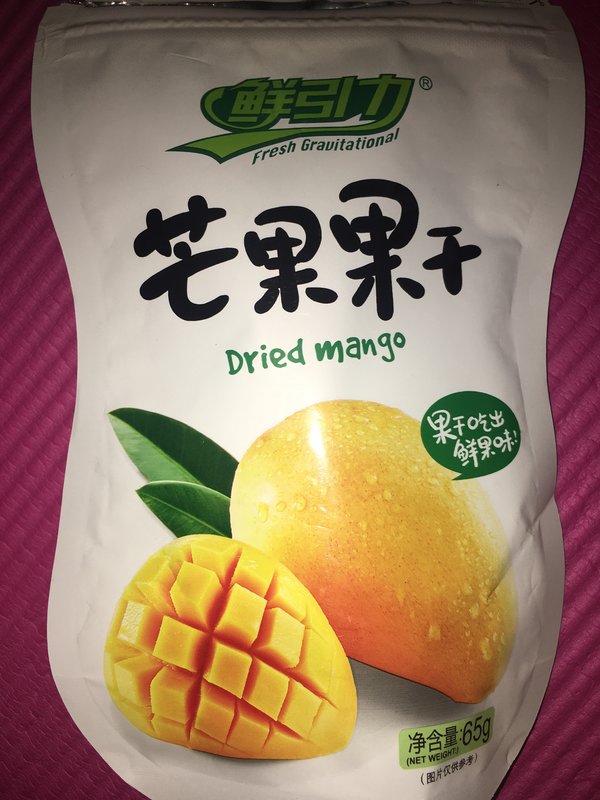 鲜引力®
Fresh Gravitational
芒果果干
Dried mango
果干吃出
鲜果味!
净含量:65g
(NET WEIGHT:)
(图片仅供参考)